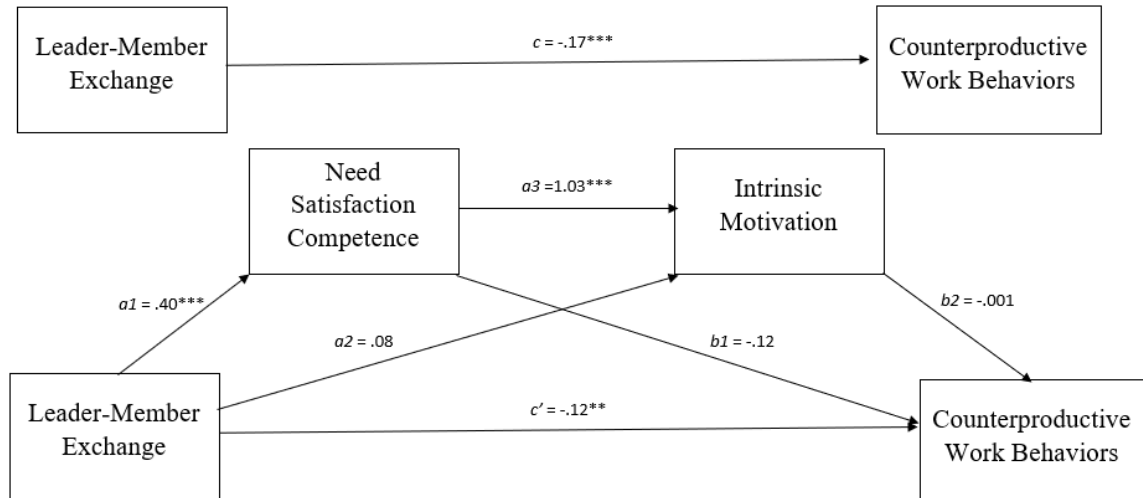 Leader-Member
Exchange
c = -.17***
Counterproductive
Work Behaviors
Need
Satisfaction
Competence
a3 =1.03***
Intrinsic
Motivation
a1 = .40***
a2 = .08
b1 = -.12
b2 = -.001
Leader-Member
Exchange
c’ = -.12**
Counterproductive
Work Behaviors